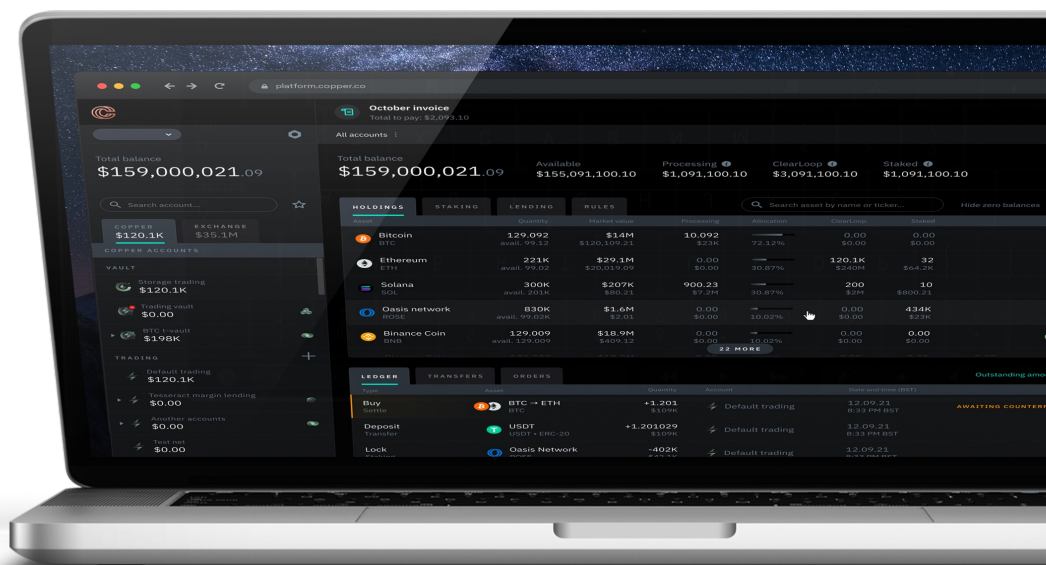 platform.copper.co
October invoice
Total to pay: $2,093.10
All accounts
Total balance
$159,000,021.09
Search account...
COPPER
$120.1K
EXCHANGE
$35.1M
COPPER ACCOUNTS
VAULT
Storage trading
$120.1K
Trading vault
$0.00
BTC t-vault
$198K
TRADING
Default trading
$120.1K
Tesseract margin lending
$0.00
Another accounts
$0.00
Test net
$0.00
Total balance
$159,000,021.09
Available
$155,091,100.10
Processing
$1,091,100.10
ClearLoop
$3,091,100.10
Staked
$1,091,100.10
HOLDINGS STAKING LENDING RULES
Search asset by name or ticker...
Hide zero balances
Asset Quantity Market value Processing Allocation ClearLoop Staked
Bitcoin 129.092 $14M 10.092 0.00 0.00
BTC avail. 99.12 $120,109.21 $23K 72.12% $0.00 $0.00
Ethereum 221K $29.1M 0.00 120.1K 32
ETH avail. 99.02 $20,019.09 $0.00 30.87% $240M $64.2K
Solana 300K $207K 900.23 200 10
SOL avail. 201K $80.21 $7.2M 30.87% $2M $800.21
Oasis network 830K $1.6M 0.00 0.00 434K
ROSE avail. 99.02K $2.01 $0.00 10.02% $0.00 $23K
Binance Coin 129.009 $18.9M 0.00 0.00 0.00
BNB avail. 129.009 $409.12 $0.00 10.02% $0.00 $0.00
22 MORE
LEDGER TRANSFERS ORDERS
Outstanding amo
Type Asset Quantity Account Date and time (BST)
Buy BTC → ETH +1.201 Default trading 12.09.21 AWAITING COUNTERP
Settle BTC $109K 8:33 PM BST
Deposit USDT +1.201029 Default trading 12.09.21
Transfer USDT • ERC-20 $109K 8:33 PM BST
Lock Oasis Network -402K Default trading 12.09.21